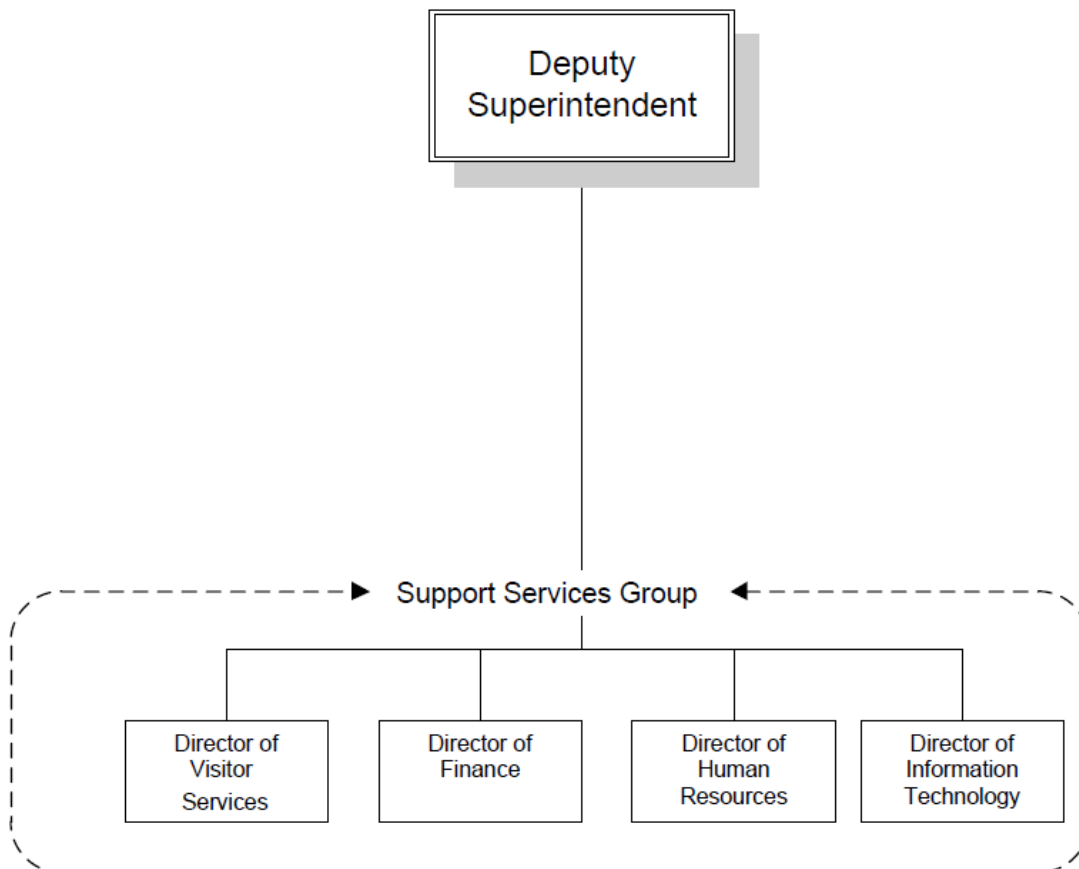 Deputy
Superintendent
Support Services Group
Director of
Visitor
Services
Director of
Finance
Director of
Human
Resources
Director of
Information
Technology